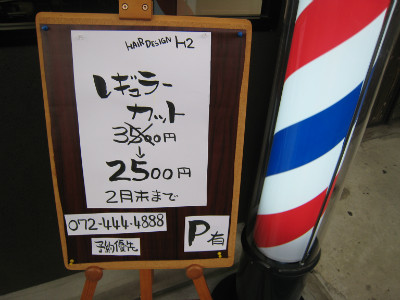 HAIR DESIGN H2
レギュラー
カット
3500円
↓
2500円
2月末まで
072-444-4888
予約優先
P有